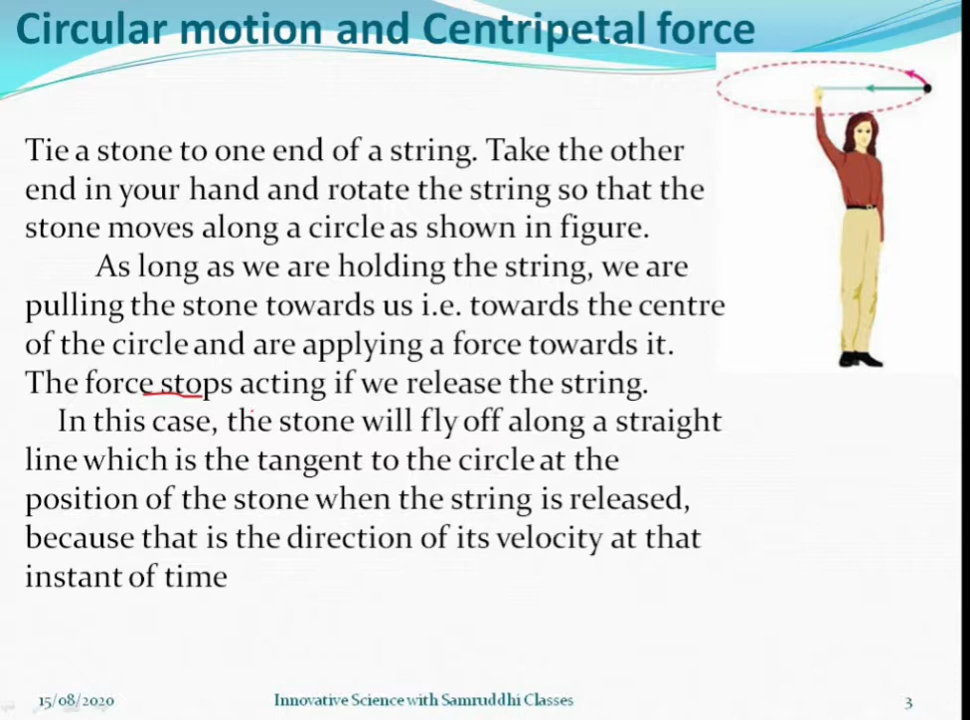 Circular motion and Centripetal force
Tie a stone to one end of a string. Take the other
end in your hand and rotate the string so that the
stone moves along a circle as shown in figure.
As long as we are holding the string, we are
pulling the stone towards us i.e. towards the centre
of the circle and are applying a force towards it.
The force stops acting if we release the string.
In this case, the stone will fly off along a straight
line which is the tangent to the circle at the
position of the stone when the string is released,
because that is the direction of its velocity at that
instant of time
15/08/2020 Innovative Science with Samruddhi Classes 3